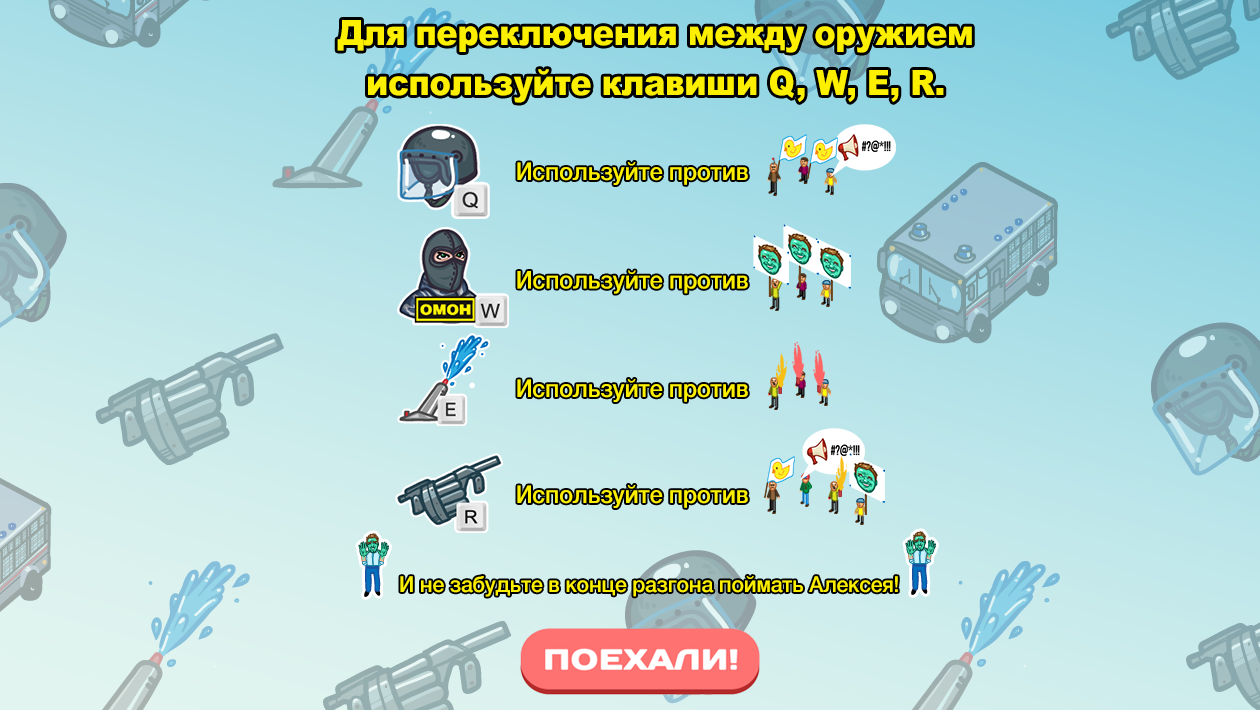 Для переключения между оружием
используйте клавиши Q, W, E, R.
#?@*!!!
Q
Используйте против
ОМОН
W
Используйте против
E
Используйте против
#?@*!!!
R
Используйте против
И не забудьте в конце разгона поймать Алексея!
ПОЕХАЛИ!